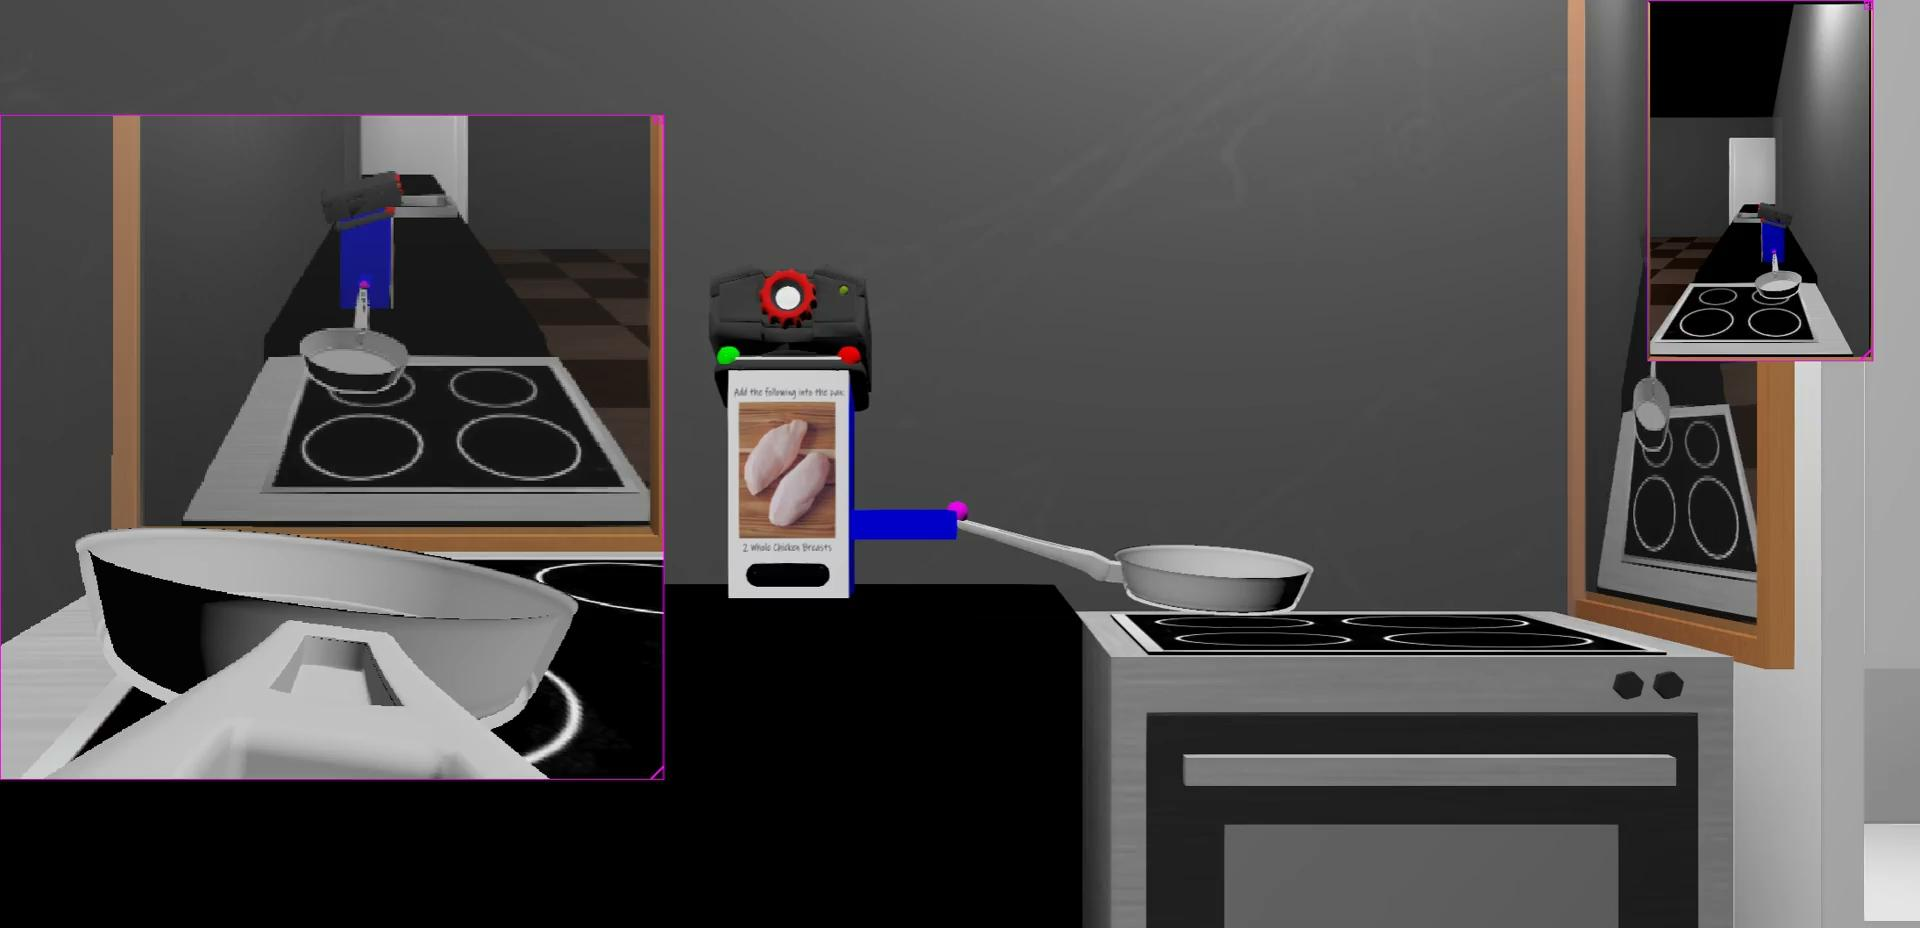 Add the following into the pan:
2 Whole Chicken Breasts